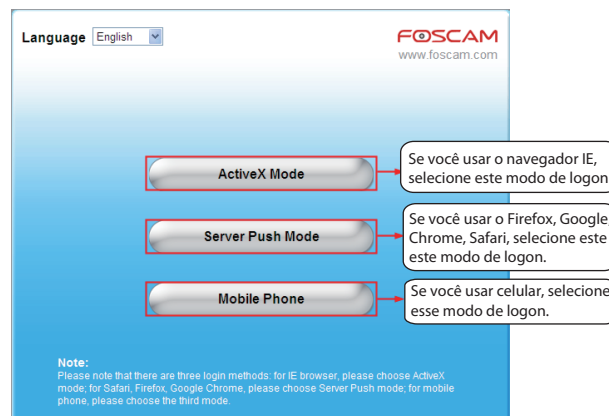 Language English
FOSCAM
www.foscam.com
ActiveX Mode
Se você usar o navegador IE,
selecione este modo de logon
Server Push Mode
Se você usar o Firefox, Google,
Chrome, Safari, selecione este
este modo de logon.
Mobile Phone
Se você usar celular, selecione
esse modo de logon.
Note:
Please note that there are three login methods: for IE browser, please choose ActiveX
mode; for Safari, Firefox, Google Chrome, please choose Server Push mode; for mobile
phone, please choose the third mode.